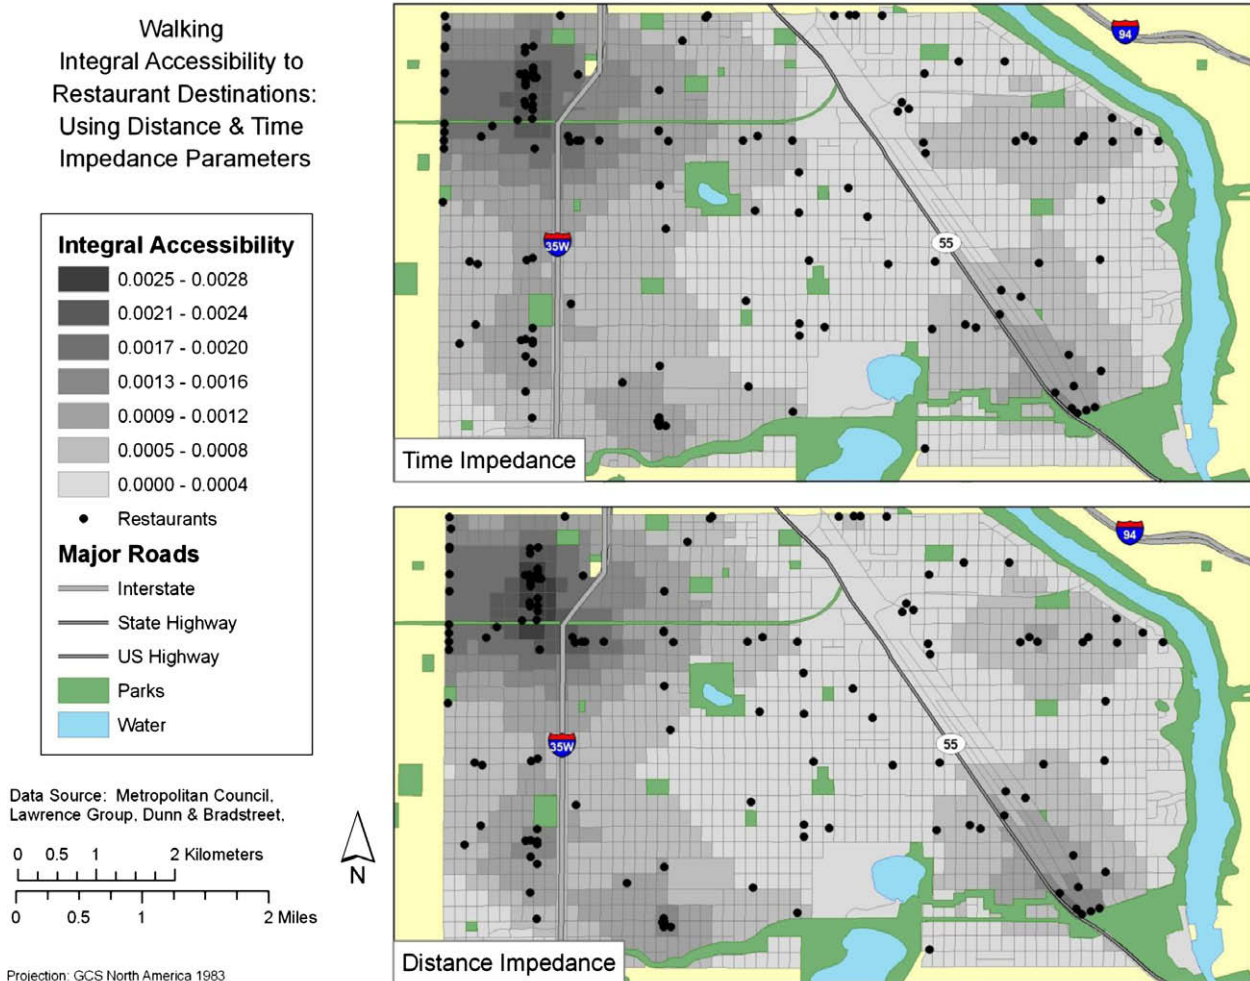 Walking
Integral Accessibility to
Restaurant Destinations:
Using Distance & Time
Impedance Parameters
Integral Accessibility
0.0025 - 0.0028
0.0021 - 0.0024
0.0017 - 0.0020
0.0013 - 0.0016
0.0009 - 0.0012
0.0005 - 0.0008
0.0000 - 0.0004
Restaurants
Major Roads
Interstate
State Highway
US Highway
Parks
Water
Data Source: Metropolitan Council,
Lawrence Group, Dunn & Bradstreet,
0 0.5 1 2 Kilometers
0 0.5 1 2 Miles
N
Projection: GCS North America 1983
94
35W
55
Time Impedance
94
35W
55
Distance Impedance